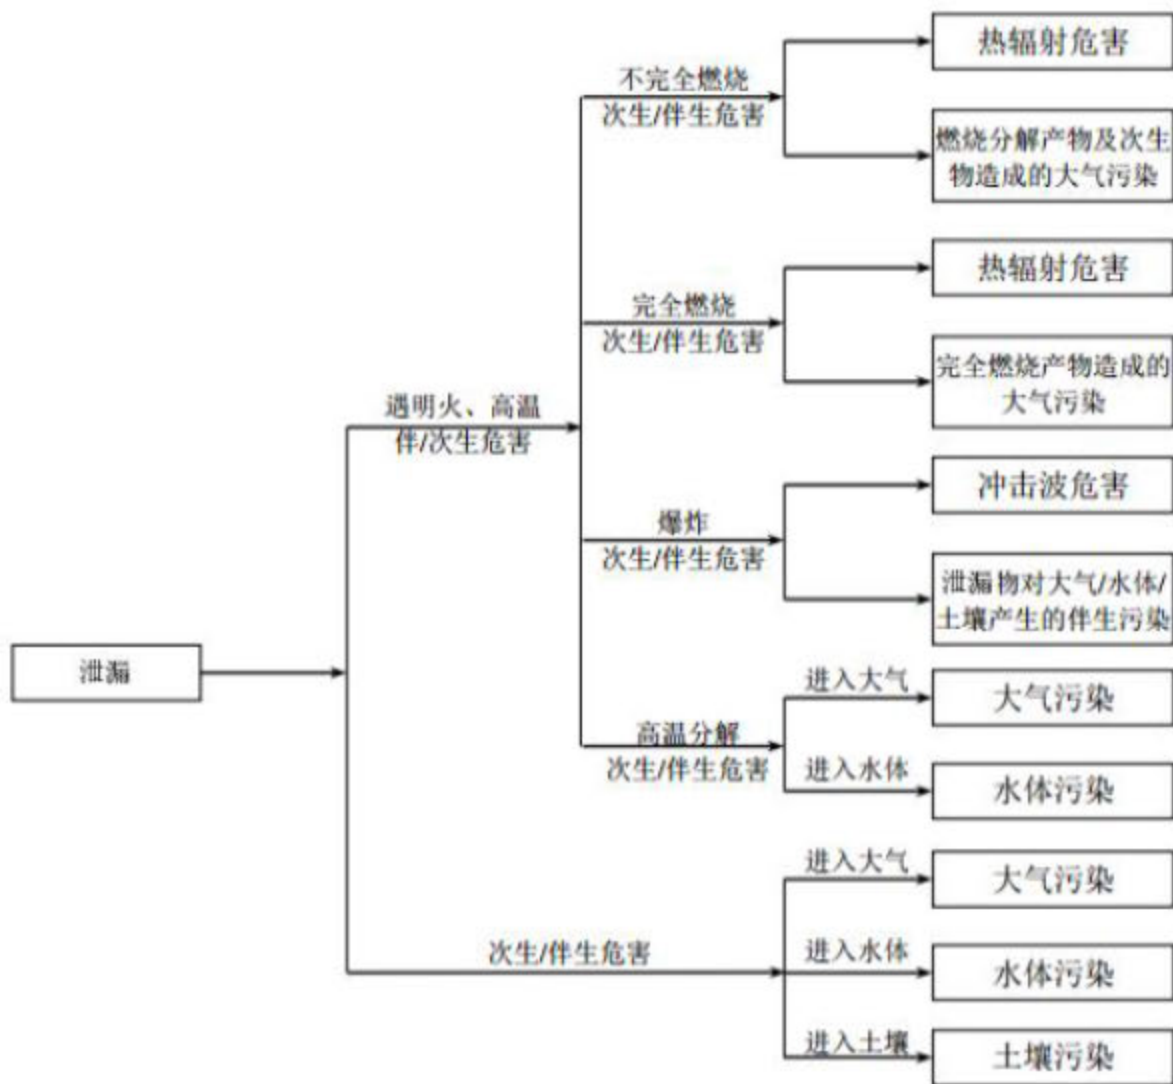 热辐射危害
不完全燃烧
次生/伴生危害
燃烧分解产物及次生
物造成的大气污染
热辐射危害
完全燃烧
次生/伴生危害
完全燃烧产物造成的
大气污染
遇明火、高温
伴/次生危害
冲击波危害
爆炸
次生/伴生危害
泄漏物对大气/水体/
土壤产生的伴生污染
泄漏
进入大气
大气污染
高温分解
次生/伴生危害
进入水体
水体污染
进入大气
大气污染
次生/伴生危害
进入水体
水体污染
进入土壤
土壤污染